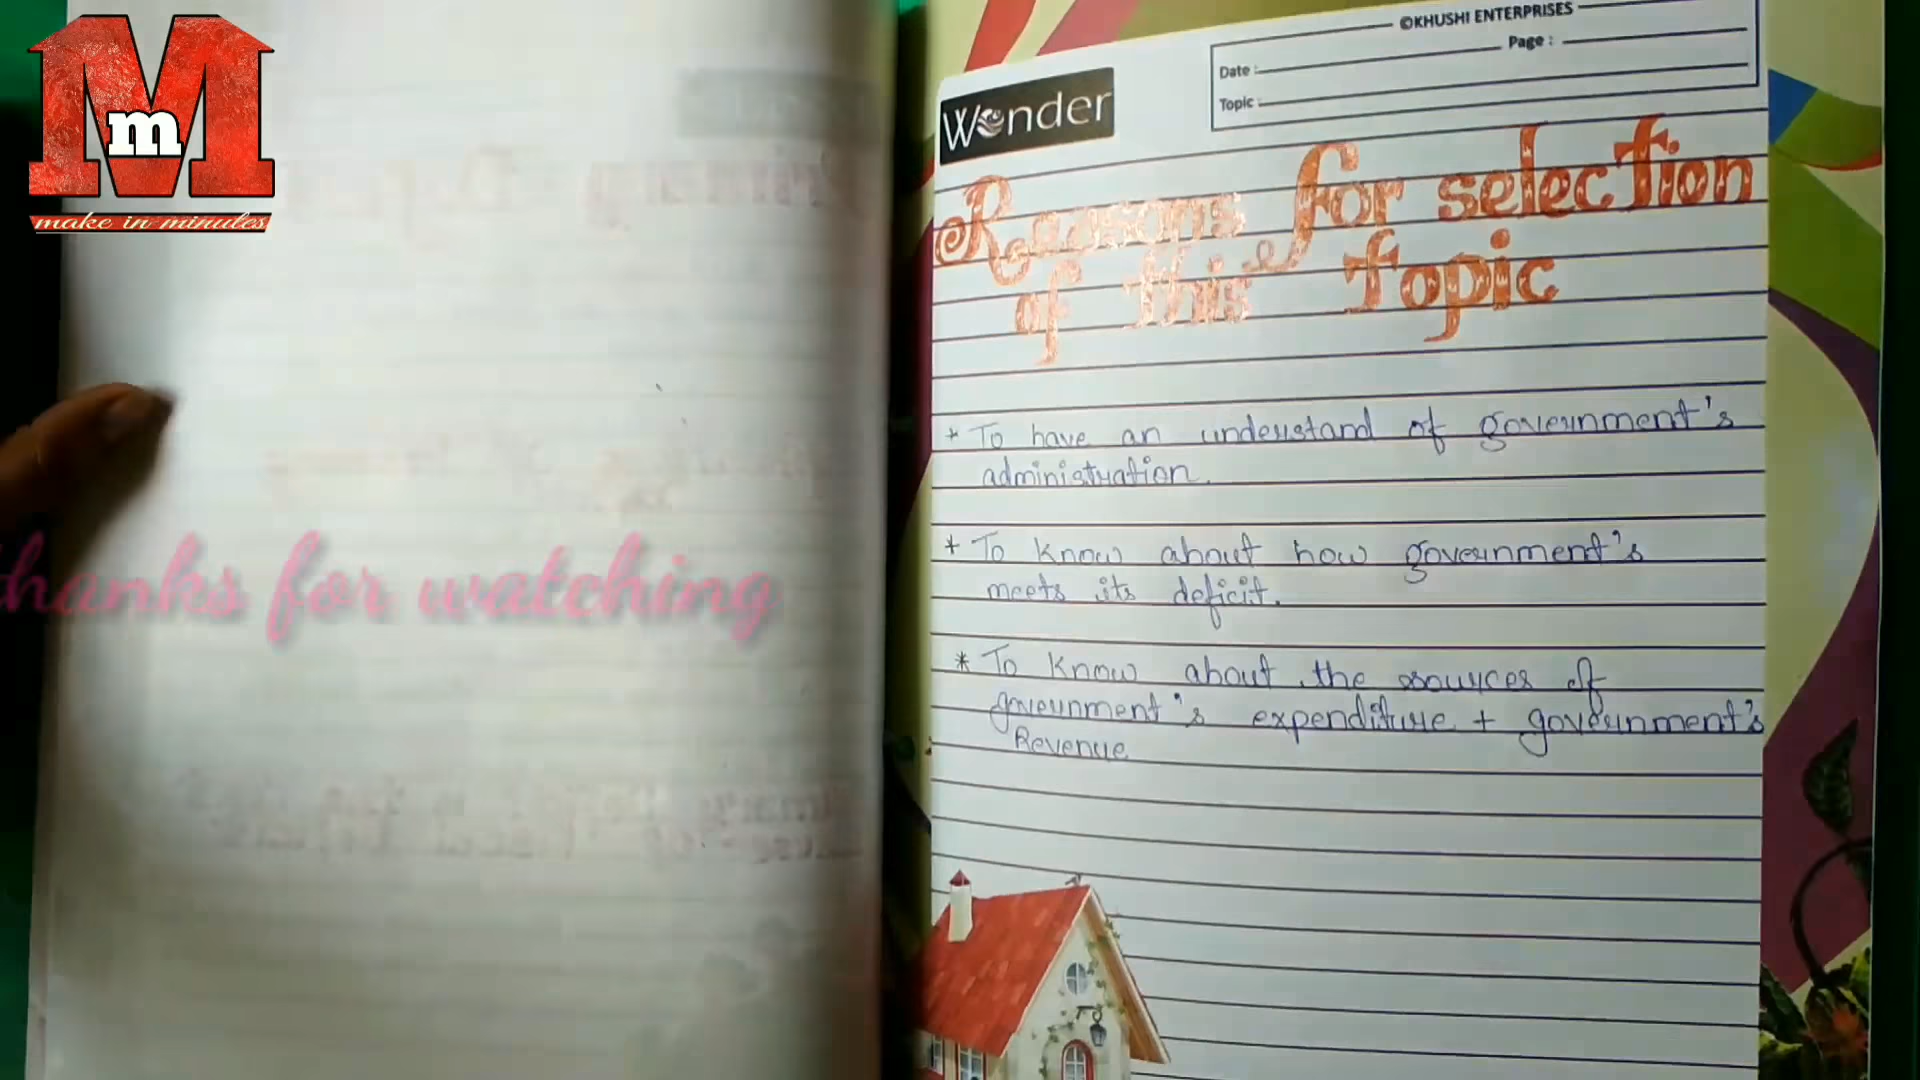 M
m
make in minutes
thanks for watching
©KHUSHI ENTERPRISES
Page :
Date :
Topic :
Wonder
Reasons for selection
of this Topic
* To have an understand of government's
administration.
* To know about how government's
meets its deficit.
* To know about the sources of
government's expenditure + government's
Revenue